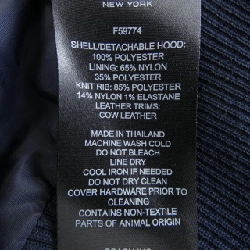 NEW YORK
F59774
SHELL/DETACHABLE HOOD:
100% POLYESTER
LINING: 65% NYLON
35% POLYESTER
KNIT RIB: 85% POLYESTER
14% NYLON 1% ELASTANE
LEATHER TRIMS:
COW LEATHER
MADE IN THAILAND
MACHINE WASH COLD
DO NOT BLEACH
LINE DRY
COOL IRON IF NEEDED
DO NOT DRY CLEAN
COVER HARDWARE PRIOR TO
CLEANING
CONTAINS NON-TEXTILE
PARTS OF ANIMAL ORIGIN